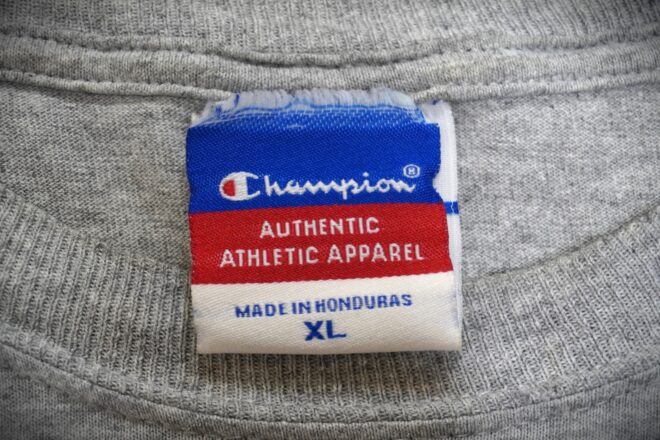 Champion®
AUTHENTIC
ATHLETIC APPAREL
MADE IN HONDURAS
XL